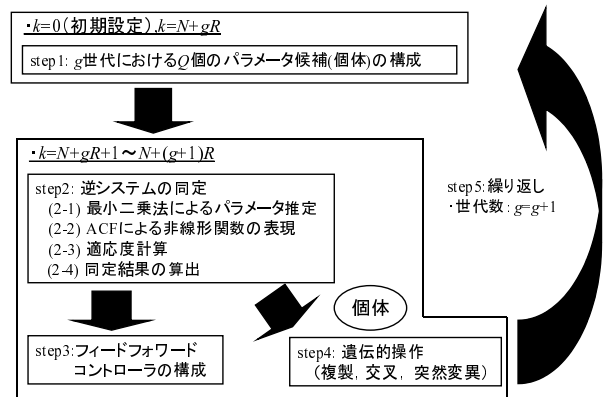 ・k=0(初期設定),k=N+gR
step1: g世代におけるQ個のパラメータ候補(個体)の構成
・k=N+gR+1～N+(g+1)R
step2: 逆システムの同定
(2-1) 最小二乗法によるパラメータ推定
(2-2) ACFによる非線形関数の表現
(2-3) 適応度計算
(2-4) 同定結果の算出
step5:繰り返し
・世代数：g=g+1
個体
step3:フィードフォワード
コントローラの構成
step4: 遺伝的操作
（複製, 交叉, 突然変異）